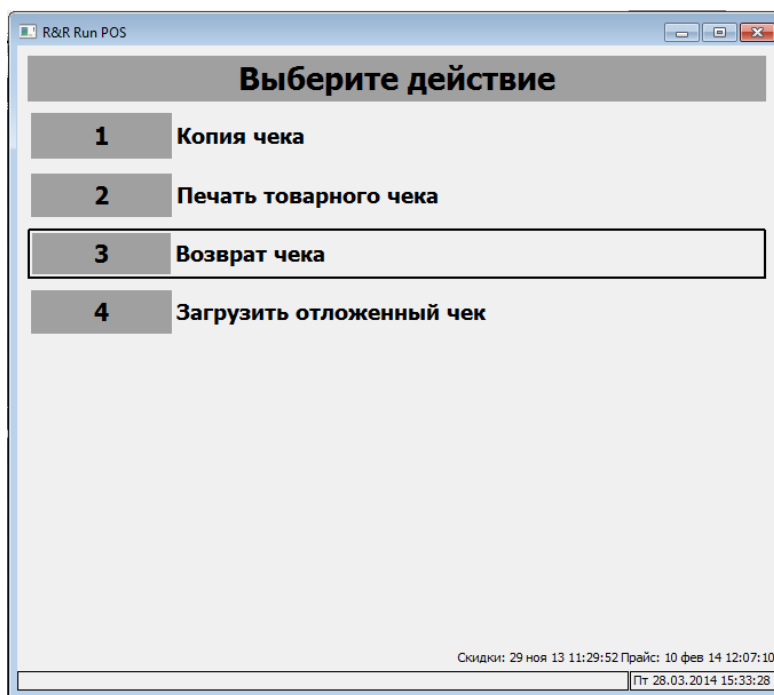 R&R Run POS
Выберите действие
1 Копия чека
2 Печать товарного чека
3 Возврат чека
4 Загрузить отложенный чек
Скидки: 29 ноя 13 11:29:52 Прайс: 10 фев 14 12:07:10
Пт 28.03.2014 15:33:28